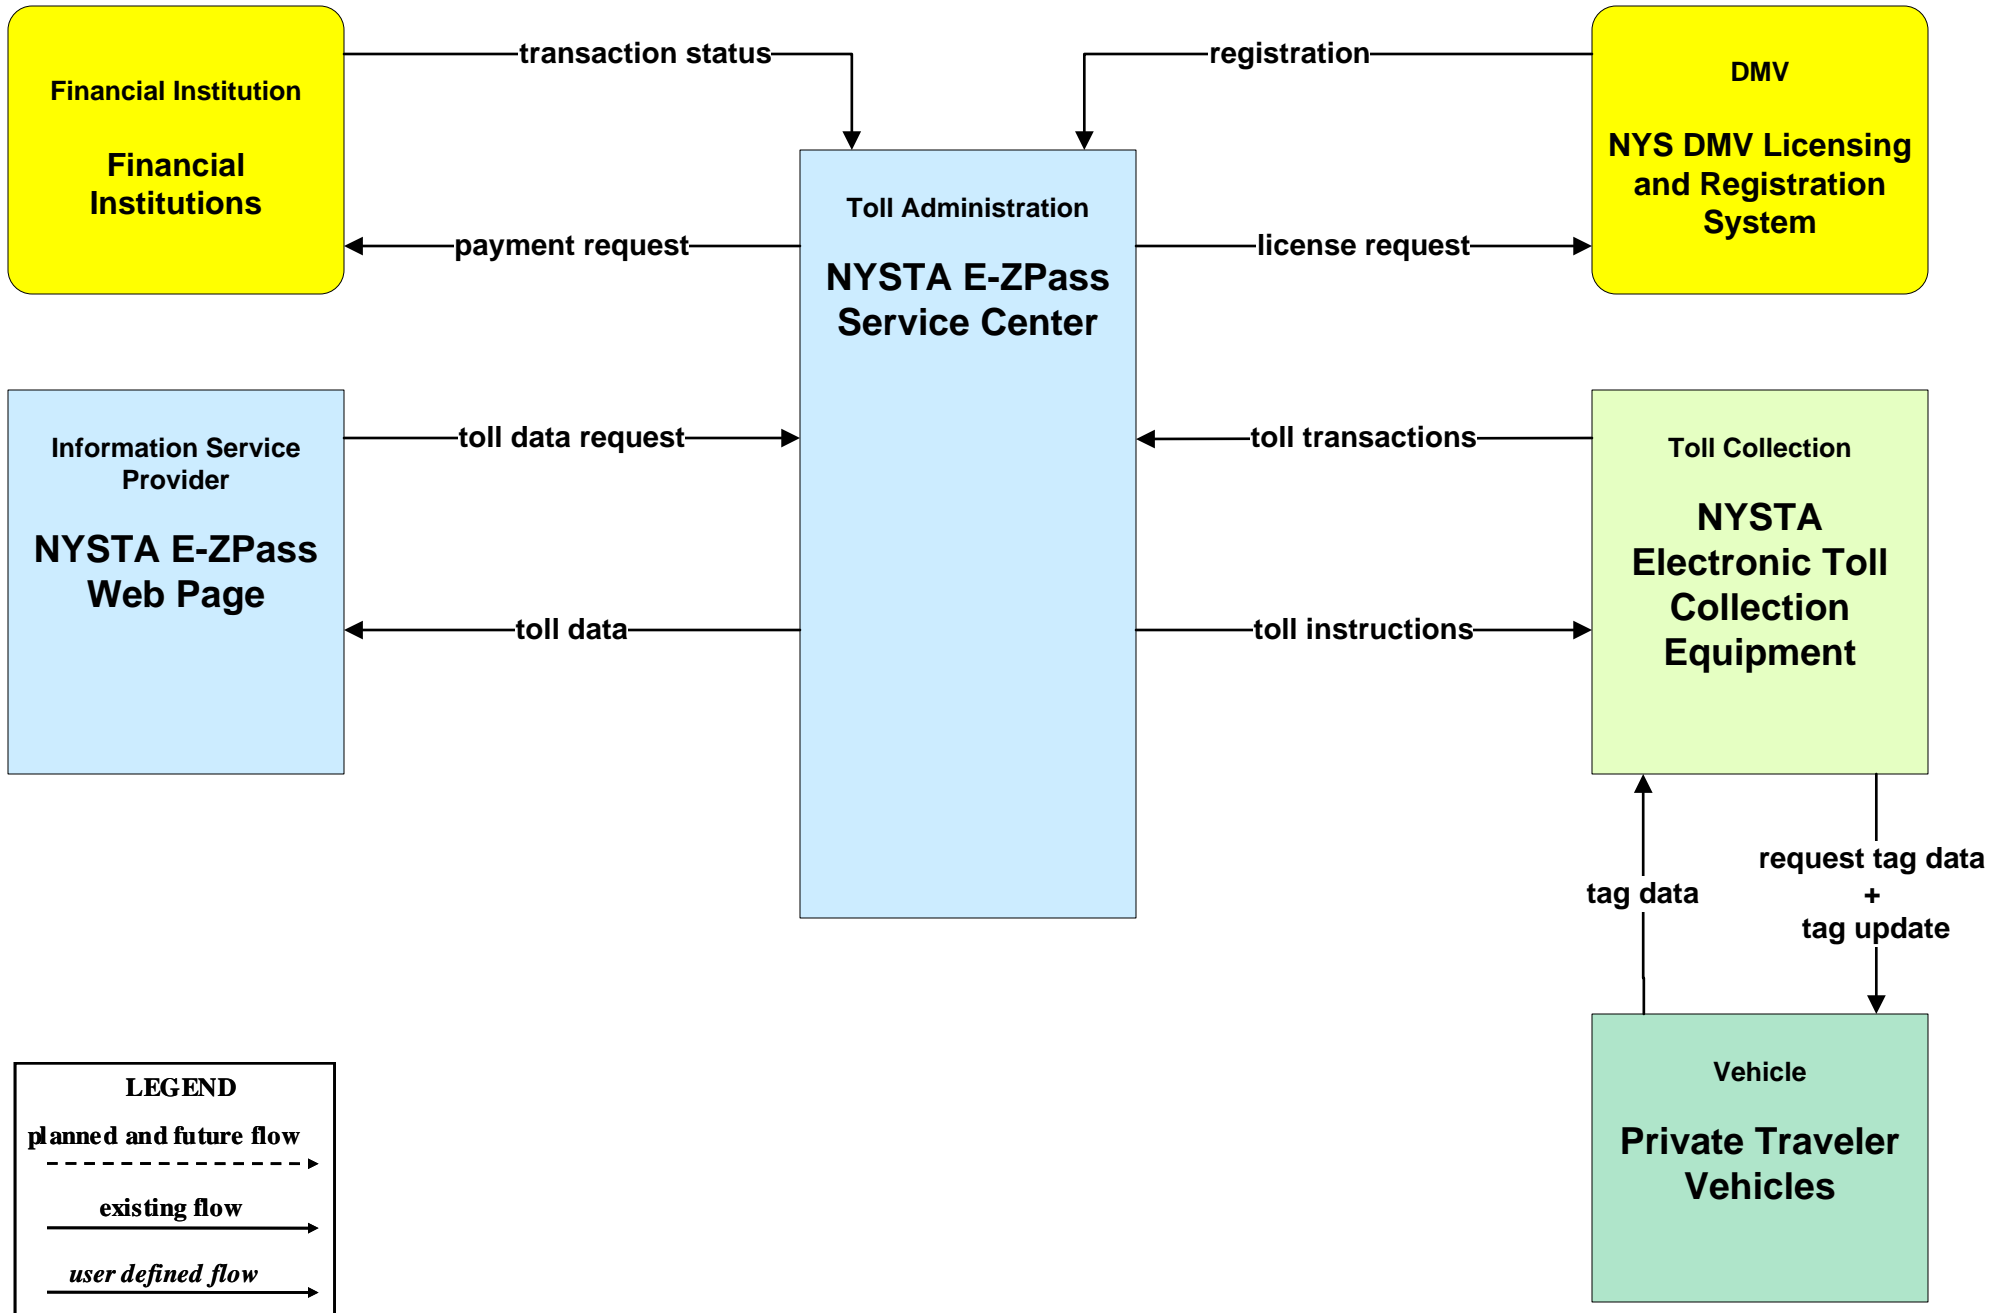 transaction status
registration
Financial Institution
Financial
Institutions
DMV
NYS DMV Licensing
and Registration
System
payment request
license request
Toll Administration
NYSTA E-ZPass
Service Center
toll data request
toll transactions
Information Service
Provider
NYSTA E-ZPass
Web Page
Toll Collection
NYSTA
Electronic Toll
Collection
Equipment
toll data
toll instructions
tag data
request tag data
+
tag update
Vehicle
Private Traveler
Vehicles
LEGEND
planned and future flow
existing flow
user defined flow